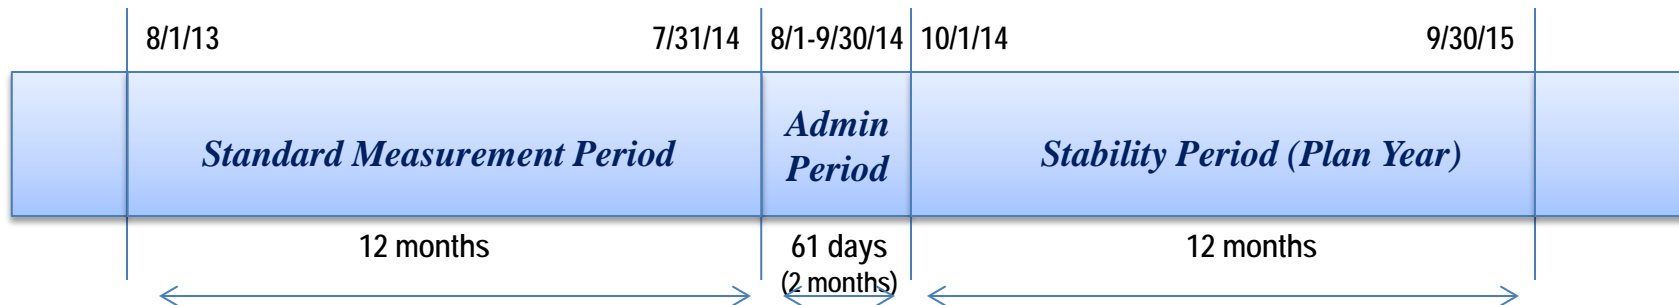 8/1/13 7/31/14 8/1-9/30/14 10/1/14 9/30/15
Standard Measurement Period
Admin
Period
Stability Period (Plan Year)
12 months 61 days 12 months
(2 months)